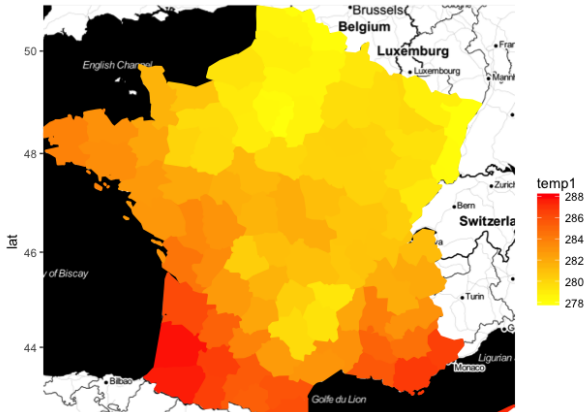 Brussels
Belgium
50
Luxemburg
English Channel
Luxembourg
48
temp1
288
Bern
286
lat
Switzerla
284
46
282
y of Biscay
280
Turin
278
44
Ligurian
Monaco
Bilbao
Golfe du Lion